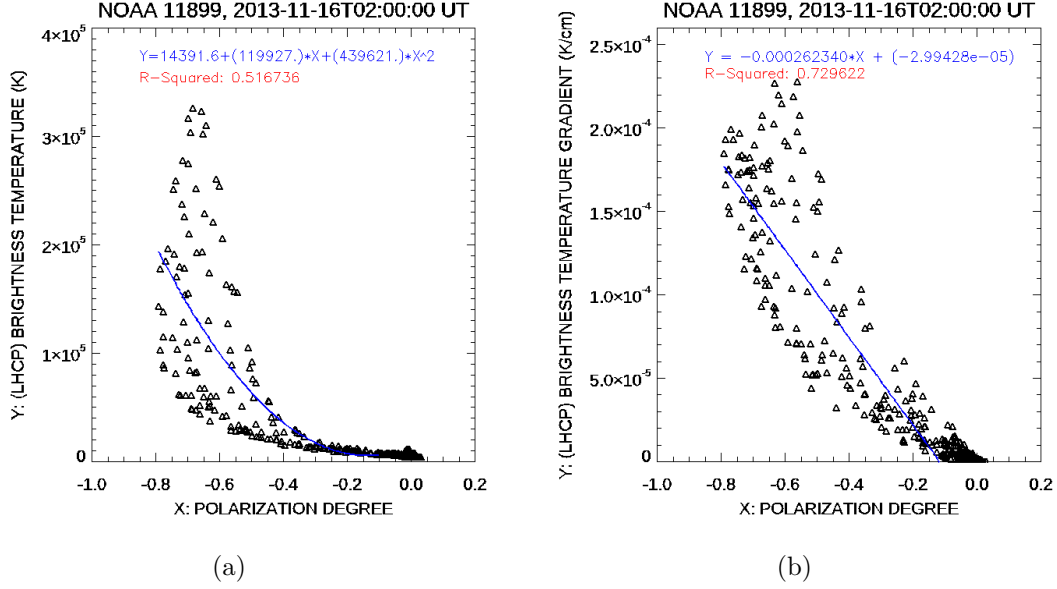 NOAA 11899, 2013-11-16T02:00:00 UT
Y=14391.6+(119927.)*X+(439621.)*X^2
R-Squared: 0.516736
Y: (LHCP) BRIGHTNESS TEMPERATURE (K)
4×10^5
3×10^5
2×10^5
1×10^5
0
-1.0 -0.8 -0.6 -0.4 -0.2 0.0 0.2
X: POLARIZATION DEGREE
(a)
NOAA 11899, 2013-11-16T02:00:00 UT
Y = -0.000262340*X + (-2.99428e-05)
R-Squared: 0.729622
Y: (LHCP) BRIGHTNESS TEMPERATURE GRADIENT (K/cm)
2.5×10^-4
2.0×10^-4
1.5×10^-4
1.0×10^-4
5.0×10^-5
0
-1.0 -0.8 -0.6 -0.4 -0.2 0.0 0.2
X: POLARIZATION DEGREE
(b)